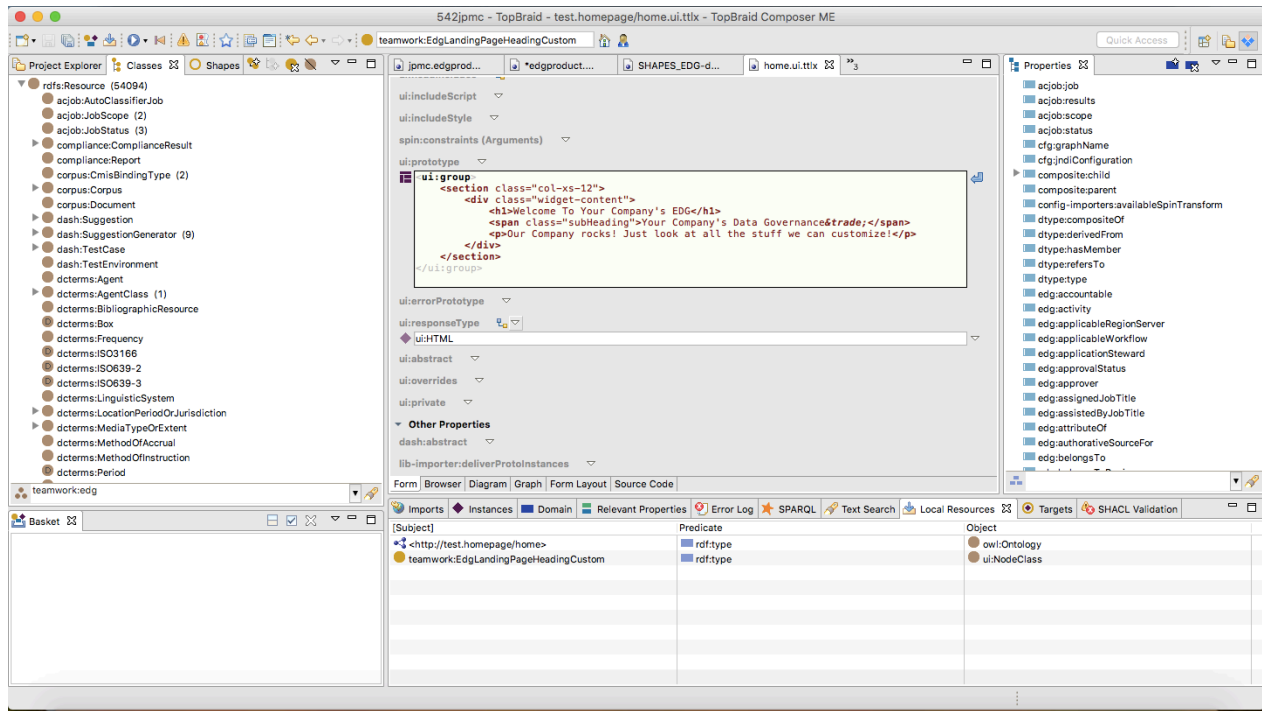 542jpmc - TopBraid - test.homepage/home.ui.ttlx - TopBraid Composer ME
teamwork:EdgLandingPageHeadingCustom
Quick Access
Project Explorer
Classes
Shapes
rdfs:Resource (54094)
acjob:AutoClassifierJob
acjob:JobScope (2)
acjob:JobStatus (3)
compliance:ComplianceResult
compliance:Report
corpus:CmisBindingType (2)
corpus:Corpus
corpus:Document
dash:Suggestion
dash:SuggestionGenerator (9)
dash:TestCase
dash:TestEnvironment
dcterms:Agent
dcterms:AgentClass (1)
dcterms:BibliographicResource
dcterms:Box
dcterms:Frequency
dcterms:ISO3166
dcterms:ISO639-2
dcterms:ISO639-3
dcterms:LinguisticSystem
dcterms:LocationPeriodOrJurisdiction
dcterms:MediaTypeOrExtent
dcterms:MethodOfAccrual
dcterms:MethodOfInstruction
dcterms:Period
teamwork:edg
Basket
jpmc.edgprod...
*edgproduct....
SHAPES_EDG-d...
home.ui.ttlx
»3
ui:includeScript
ui:includeStyle
spin:constraints (Arguments)
ui:prototype
<ui:group>
<section class="col-xs-12">
<div class="widget-content">
<h1>Welcome To Your Company's EDG</h1>
<span class="subHeading">Your Company's Data Governance&trade;</span>
<p>Our Company rocks! Just look at all the stuff we can customize!</p>
</div>
</section>
</ui:group>
ui:errorPrototype
ui:responseType
ui:HTML
ui:abstract
ui:overrides
ui:private
Other Properties
dash:abstract
lib-importer:deliverProtoInstances
Form Browser Diagram Graph Form Layout Source Code
Properties
acjob:job
acjob:results
acjob:scope
acjob:status
cfg:graphName
cfg:jndiConfiguration
composite:child
composite:parent
config-importers:availableSpinTransform
dtype:compositeOf
dtype:derivedFrom
dtype:hasMember
dtype:refersTo
dtype:type
edg:accountable
edg:activity
edg:applicableRegionServer
edg:applicableWorkflow
edg:applicationSteward
edg:approvalStatus
edg:approver
edg:assignedJobTitle
edg:assistedByJobTitle
edg:attributeOf
edg:authorativeSourceFor
edg:belongsTo
Imports Instances Domain Relevant Properties Error Log SPARQL Text Search Local Resources Targets SHACL Validation
[Subject] Predicate Object
<http://test.homepage/home> rdf:type owl:Ontology
teamwork:EdgLandingPageHeadingCustom rdf:type ui:NodeClass